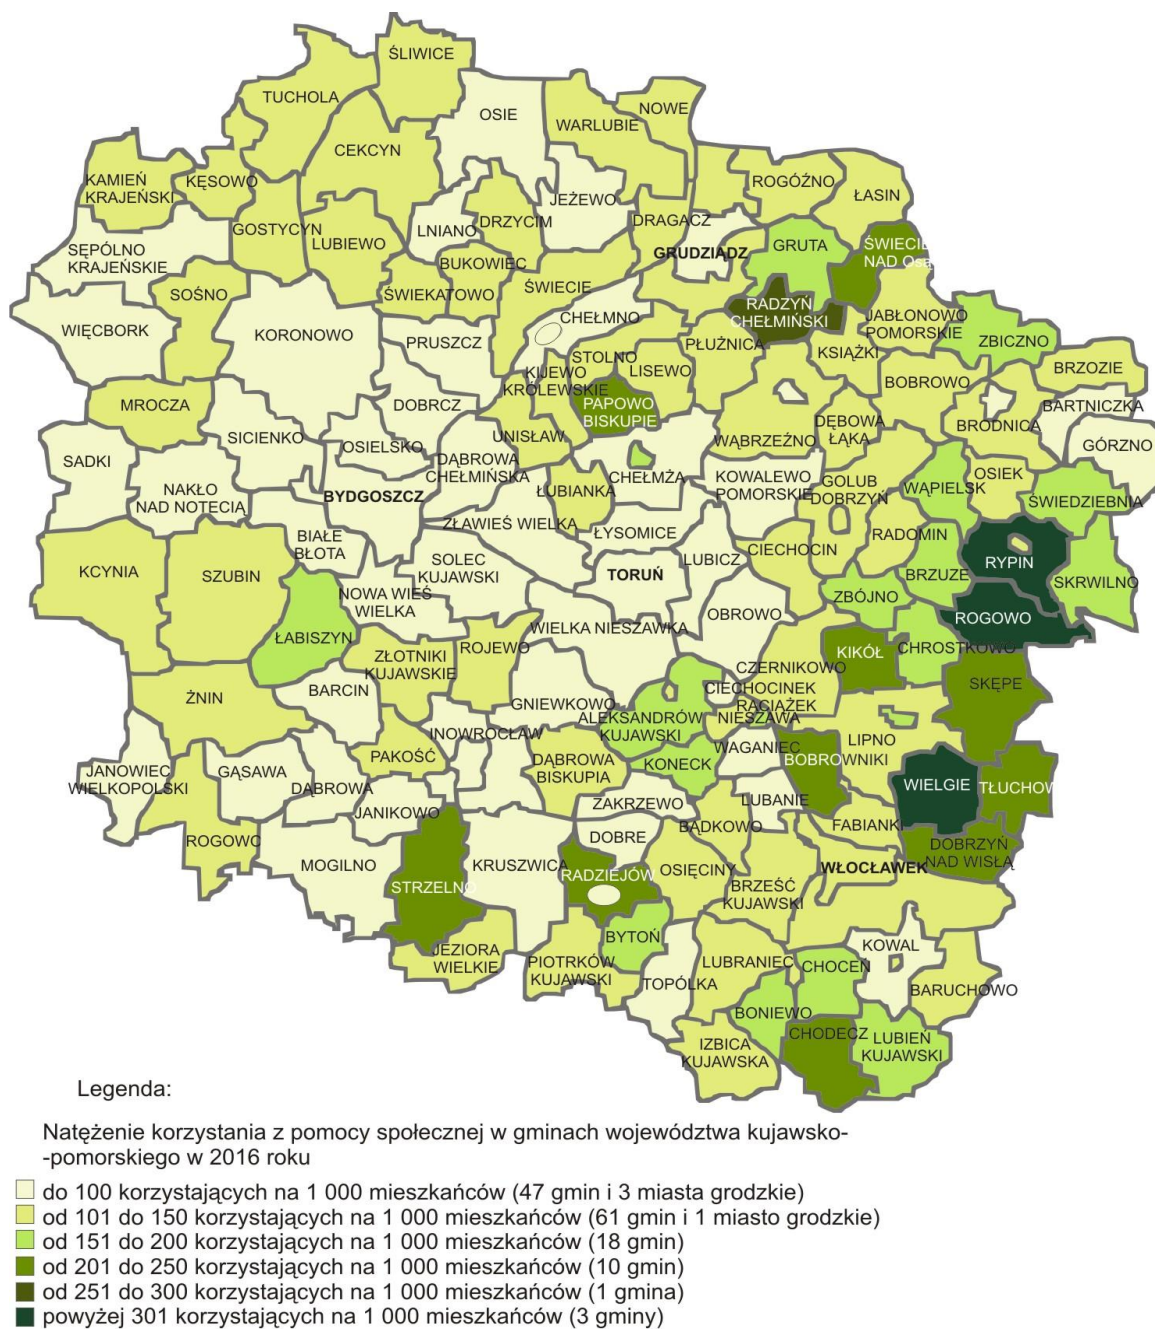 ŚLIWICE
TUCHOLA
OSIE
NOWE
WARLUBIE
CEKCYN
KAMIEŃ
KRAJEŃSKI
KĘSOWO
ROGÓŹNO
ŁASIN
JEŻEWO
GOSTYCYN
LUBIEWO
LNIANO
DRZYCIM
DRAGACZ
SĘPÓLNO
KRAJEŃSKIE
GRUDZIĄDZ
GRUTA
ŚWIECIE
NAD Osą
BUKOWIEC
SOŚNO
ŚWIEKATOWO
ŚWIECIE
RADZYŃ
CHEŁMIŃSKI
WIĘCBORK
KORONOWO
CHEŁMNO
JABŁONOWO
POMORSKIE
PRUSZCZ
PŁUŻNICA
KSIĄŻKI
ZBICZNO
STOLNO
LISEWO
KIJEWO
KRÓLEWSKIE
BOBROWO
BRZOZIE
MROCZA
DOBRCZ
PAPOWO
BISKUPIE
BARTNICZKA
SICIENKO
OSIELSKO
UNISŁAW
WĄBRZEŹNO
DĘBOWA
ŁĄKA
BRODNICA
GÓRZNO
SADKI
DĄBROWA
CHEŁMIŃSKA
CHEŁMŻA
KOWALEWO
POMORSKIE
GOLUB
DOBRZYŃ
WĄPIELSK
OSIEK
NAKŁO
NAD NOTECIĄ
BYDGOSZCZ
ŁUBIANKA
ŚWIEDZIEBNIA
ZŁAWIEŚ WIELKA
ŁYSOMICE
BIAŁE
BŁOTA
RADOMIN
SOLEC
KUJAWSKI
LUBICZ
CIECHOCIN
KCYNIA
SZUBIN
TORUŃ
BRZUZE
RYPIN
SKRWILNO
NOWA WIEŚ
WIELKA
ZBÓJNO
ŁABISZYN
WIELKA NIESZAWKA
OBROWO
ROGOWO
ROJEWO
KIKÓŁ
CHROSTKOWO
ZŁOTNIKI
KUJAWSKIE
CZERNIKOWO
BARCIN
CIECHOCINEK
RACIĄŻEK
SKĘPE
ŻNIN
GNIEWKOWO
ALEKSANDRÓW
KUJAWSKI
NIESZAWA
INOWROCŁAW
LIPNO
PAKOŚĆ
WAGANIEC
BOBROWNIKI
JANOWIEC
WIELKOPOLSKI
GĄSAWA
DĄBROWA
DĄBROWA
BISKUPIA
KONECK
WIELGIE
TŁUCHOW
ZAKRZEWO
LUBANIE
JANIKOWO
ROGOWC
DOBRE
BĄDKOWO
FABIANKI
DOBRZYŃ
NAD WISŁĄ
MOGILNO
KRUSZWICA
RADZIEJÓW
OSIĘCINY
WŁOCŁAWEK
STRZELNO
BRZEŚĆ
KUJAWSKI
BYTOŃ
JEZIORA
WIELKIE
PIOTRKÓW
KUJAWSKI
LUBRANIEC
CHOCEŃ
KOWAL
TOPÓLKA
BARUCHOWO
BONIEWO
CHODECZ
IZBICA
KUJAWSKA
LUBIEŃ
KUJAWSKI
Legenda:
Natężenie korzystania z pomocy społecznej w gminach województwa kujawsko-
-pomorskiego w 2016 roku
do 100 korzystających na 1 000 mieszkańców (47 gmin i 3 miasta grodzkie)
od 101 do 150 korzystających na 1 000 mieszkańców (61 gmin i 1 miasto grodzkie)
od 151 do 200 korzystających na 1 000 mieszkańców (18 gmin)
od 201 do 250 korzystających na 1 000 mieszkańców (10 gmin)
od 251 do 300 korzystających na 1 000 mieszkańców (1 gmina)
powyżej 301 korzystających na 1 000 mieszkańców (3 gminy)